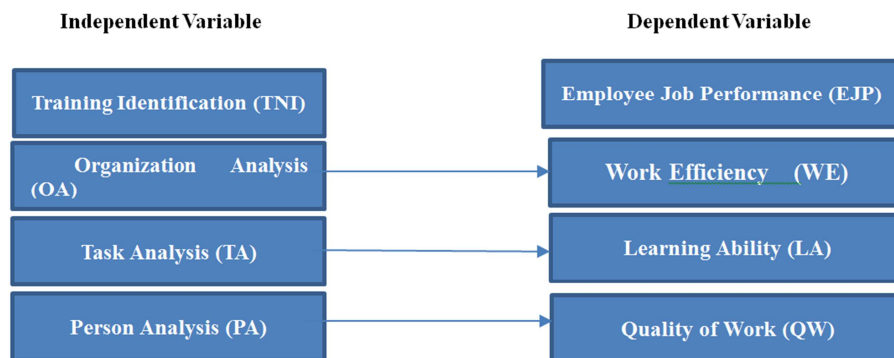 Independent Variable
Dependent Variable
Training Identification (TNI)
Employee Job Performance (EJP)
Organization Analysis
(OA)
Work Efficiency (WE)
Task Analysis (TA)
Learning Ability (LA)
Person Analysis (PA)
Quality of Work (QW)